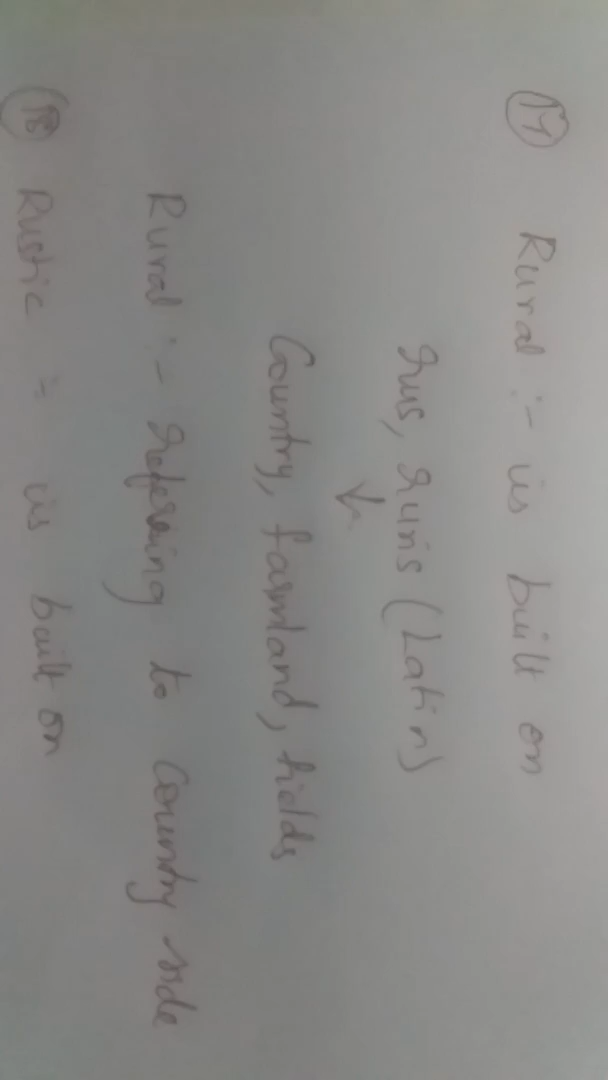 17 Rural :- is built on
rus, ruris (Latin)
↓
Country, farmland, fields
Rural :- refering to country side
18 Rustic :- is built on